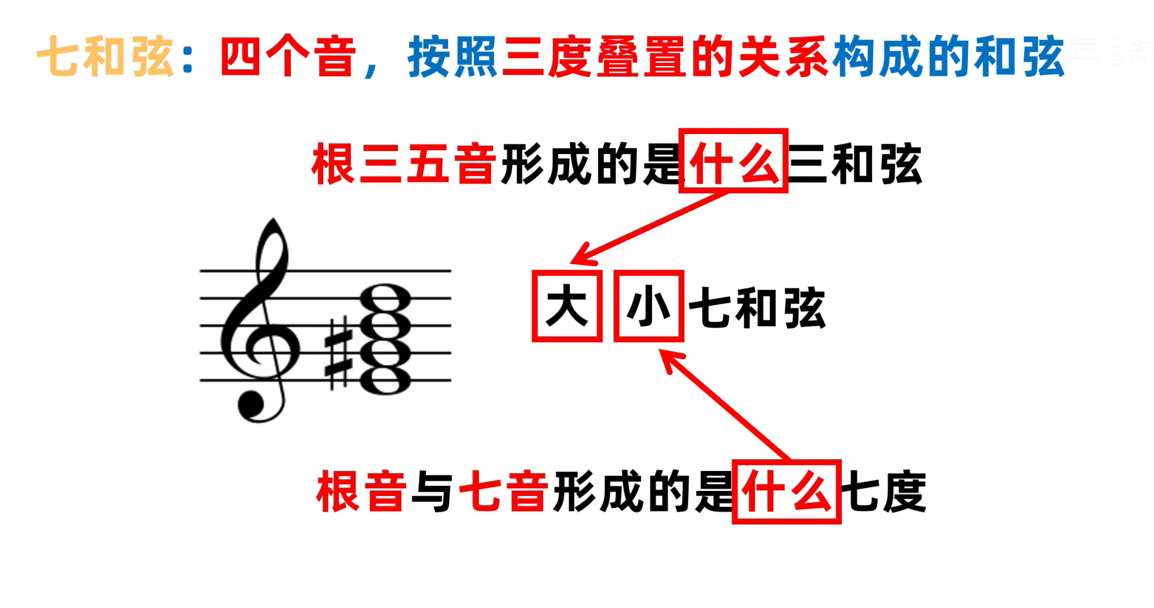 七和弦：四个音，按照三度叠置的关系构成的和弦
根三五音形成的是什么三和弦
大小七和弦
根音与七音形成的是什么七度